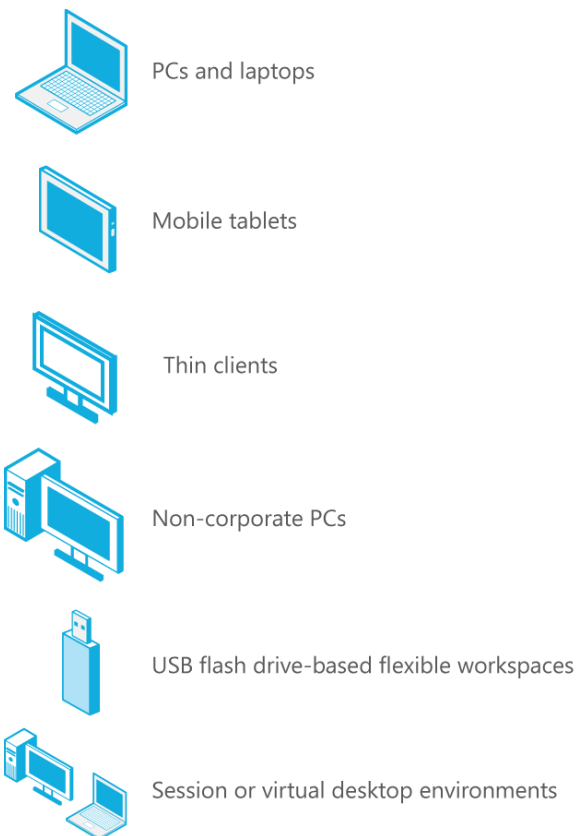 PCs and laptops
Mobile tablets
Thin clients
Non-corporate PCs
USB flash drive-based flexible workspaces
Session or virtual desktop environments